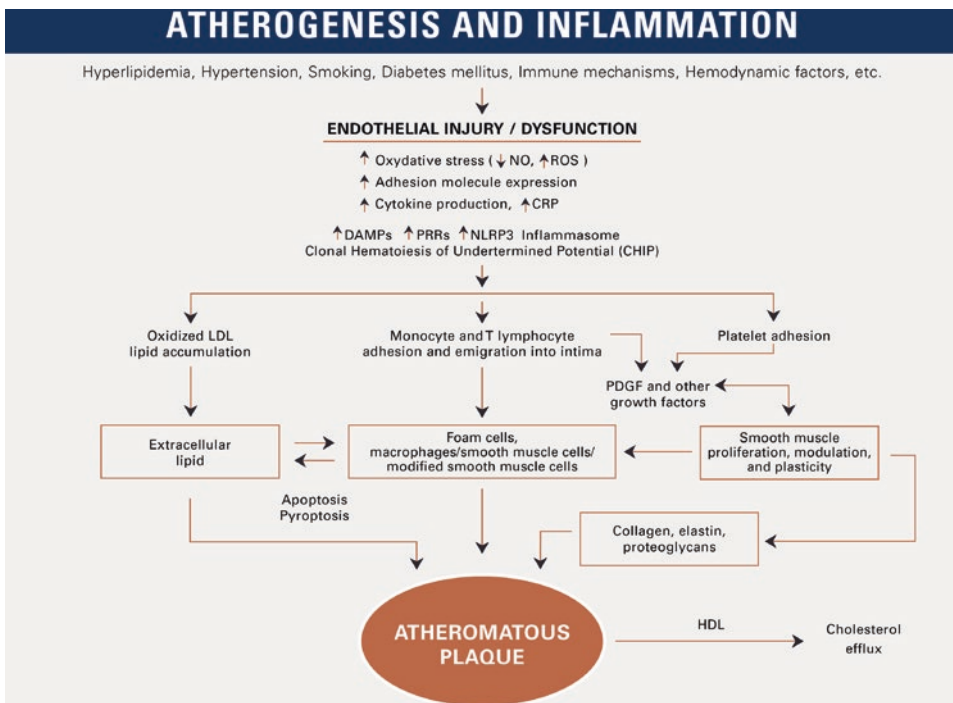 ATHEROGENESIS AND INFLAMMATION
Hyperlipidemia, Hypertension, Smoking, Diabetes mellitus, Immune mechanisms, Hemodynamic factors, etc.
ENDOTHELIAL INJURY / DYSFUNCTION
↑ Oxydative stress ( ↓ NO, ↑ ROS )
↑ Adhesion molecule expression
↑ Cytokine production, ↑ CRP
↑ DAMPs ↑ PRRs ↑ NLRP3 Inflammasome
Clonal Hematoiesis of Undertermined Potential (CHIP)
Oxidized LDL
lipid accumulation
Monocyte and T lymphocyte
adhesion and emigration into intima
Platelet adhesion
PDGF and other
growth factors
Extracellular
lipid
Foam cells,
macrophages/smooth muscle cells/
modified smooth muscle cells
Smooth muscle
proliferation, modulation,
and plasticity
Apoptosis
Pyroptosis
Collagen, elastin,
proteoglycans
ATHEROMATOUS
PLAQUE
HDL
Cholesterol
efflux